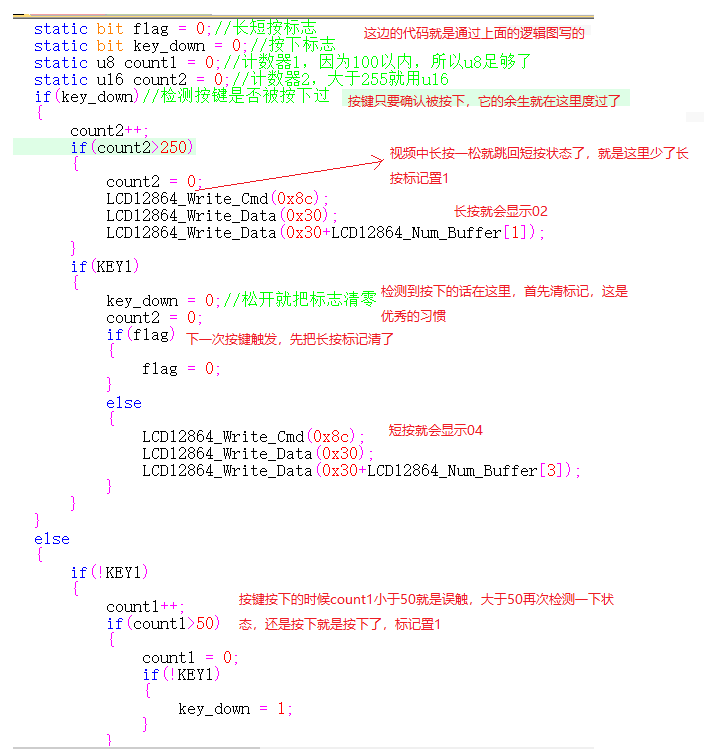 static bit flag = 0;//长短按标志
这边的代码就是通过上面的逻辑图写的
static bit key_down = 0;//按下标志
static u8 count1 = 0;//计数器1，因为100以内，所以u8足够了
static u16 count2 = 0;//计数器2，大于255就用u16
if(key_down)//检测按键是否被按下过
按键只要确认被按下，它的余生就在这里度过了
{
count2++;
if(count2>250)
视频中长按一松就跳回短按状态了，就是这里少了长
按标记置1
{
count2 = 0;
LCD12864_Write_Cmd(0x8c);
LCD12864_Write_Data(0x30);
长按就会显示02
LCD12864_Write_Data(0x30+LCD12864_Num_Buffer[1]);
}
if(KEY1)
{
检测到按下的话在这里，首先清标记，这是
优秀的习惯
key_down = 0;//松开就把标志清零
count2 = 0;
if(flag)
下一次按键触发，先把长按标记清了
{
flag = 0;
}
else
{
LCD12864_Write_Cmd(0x8c);
短按就会显示04
LCD12864_Write_Data(0x30);
LCD12864_Write_Data(0x30+LCD12864_Num_Buffer[3]);
}
}
}
else
{
if(!KEY1)
{
count1++;
按键按下的时候count1小于50就是误触，大于50再次检测一下状
态，还是按下就是按下了，标记置1
if(count1>50)
{
count1 = 0;
if(!KEY1)
{
key_down = 1;
}
}